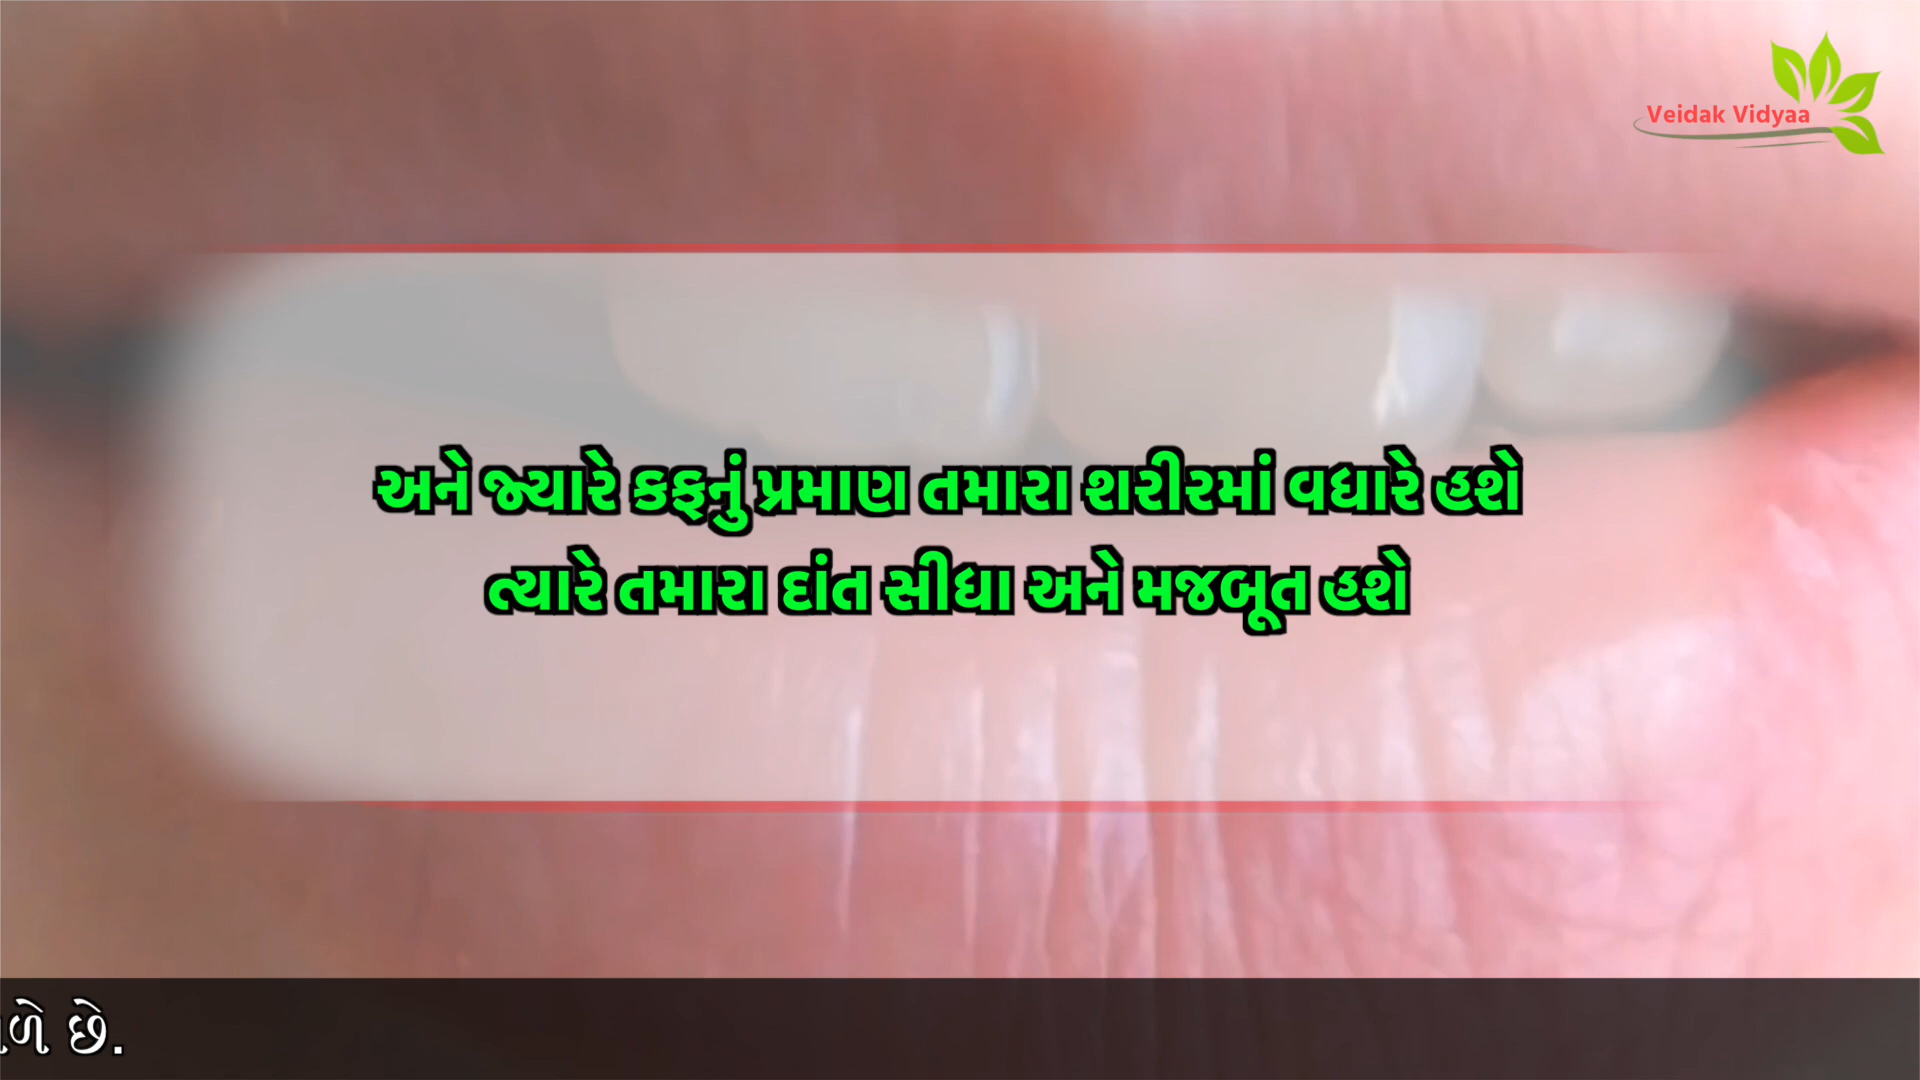 Veidak Vidyaa
અને જ્યારે કફનું પ્રમાણ તમારા શરીરમાં વધારે હશે
ત્યારે તમારા દાંત સીધા અને મજબૂત હશે
છે.